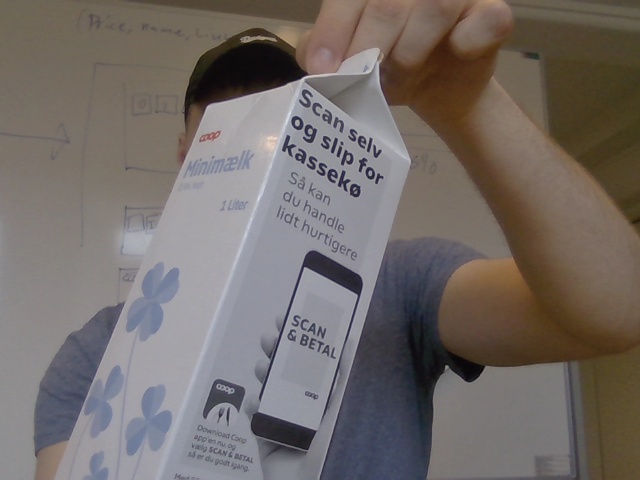 coop
Minimælk
1 Liter
Scan selv
og slip for
kassekø
Så kan
du handle
lidt hurtigere
SCAN
& BETAL
coop
coop
Download Coop
app'en nu, og
vælg SCAN & BETAL
så er du godt igang.